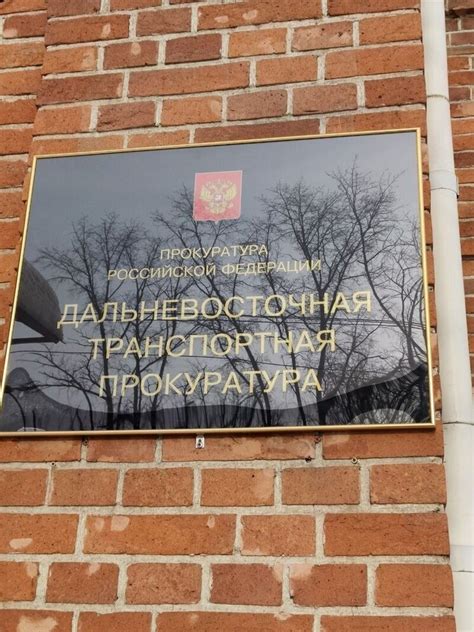 ПРОКУРАТУРА
РОССИЙСКОЙ ФЕДЕРАЦИИ
ДАЛЬНЕВОСТОЧНАЯ
ТРАНСПОРТНАЯ
ПРОКУРАТУРА